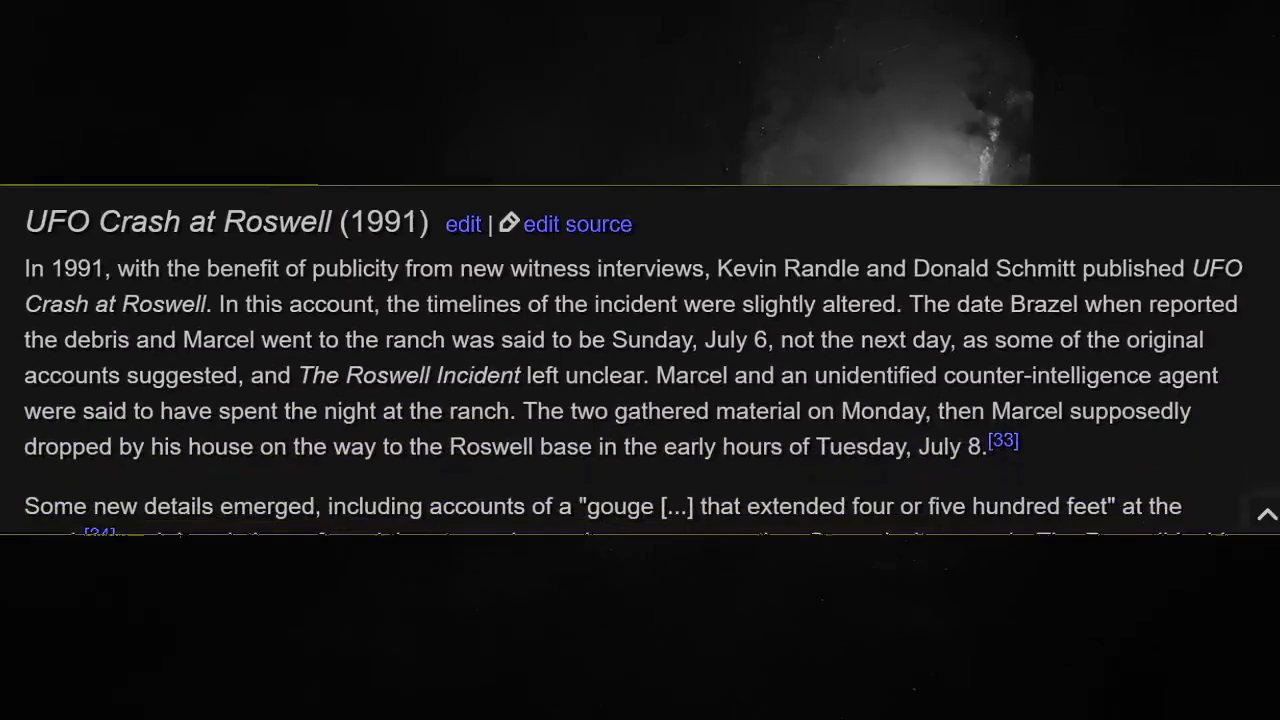 UFO Crash at Roswell (1991) edit | edit source
In 1991, with the benefit of publicity from new witness interviews, Kevin Randle and Donald Schmitt published UFO
Crash at Roswell. In this account, the timelines of the incident were slightly altered. The date Brazel when reported
the debris and Marcel went to the ranch was said to be Sunday, July 6, not the next day, as some of the original
accounts suggested, and The Roswell Incident left unclear. Marcel and an unidentified counter-intelligence agent
were said to have spent the night at the ranch. The two gathered material on Monday, then Marcel supposedly
dropped by his house on the way to the Roswell base in the early hours of Tuesday, July 8.[33]
Some new details emerged, including accounts of a "gouge [...] that extended four or five hundred feet" at the
[34]